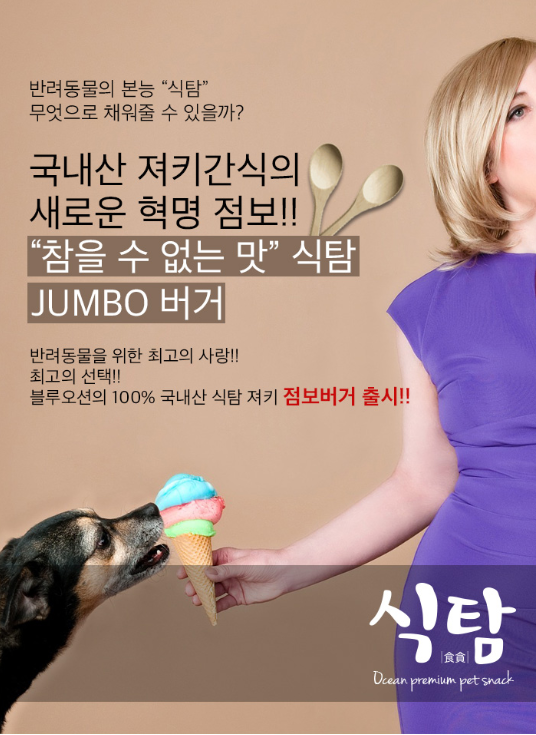 반려동물의 본능 “식탐”
무엇으로 채워줄 수 있을까?
국내산 져키간식의
새로운 혁명 점보!!
“참을 수 없는 맛” 식탐
JUMBO 버거
반려동물을 위한 최고의 사랑!!
최고의 선택!!
블루오션의 100% 국내산 식탐 져키 점보버거 출시!!
식탐
|食貪|
Ocean premium pet snack